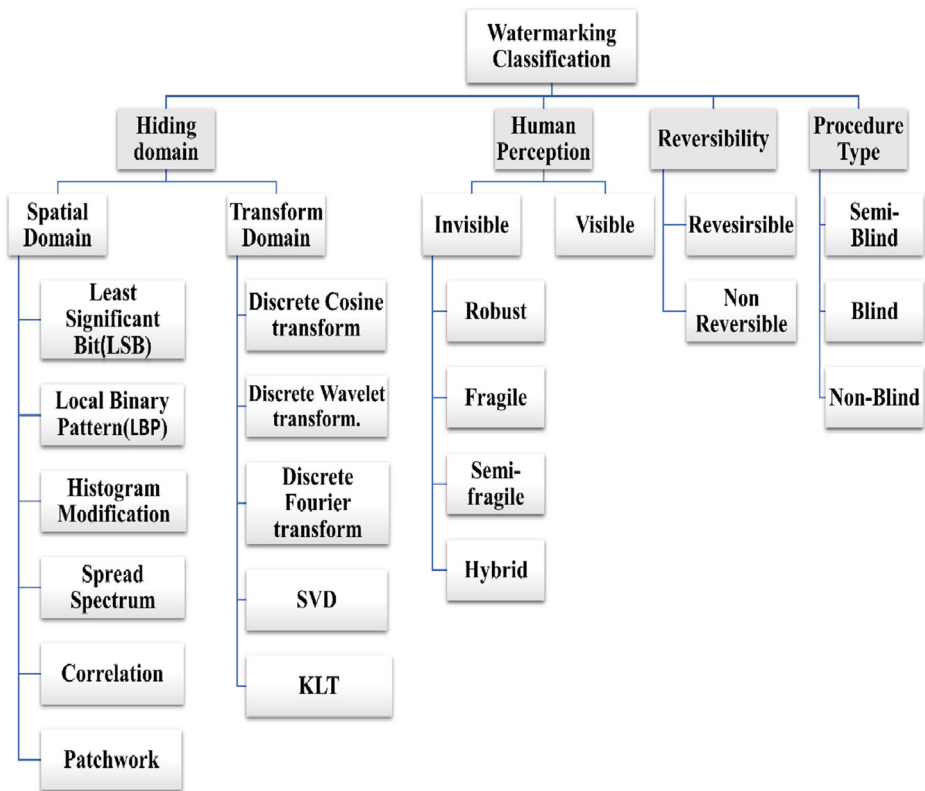 Watermarking
Classification
Hiding
domain
Human
Perception
Reversibility
Procedure
Type
Spatial
Domain
Transform
Domain
Invisible
Visible
Revesirsible
Semi-
Blind
Least
Significant
Bit(LSB)
Discrete Cosine
transform
Robust
Non
Reversible
Blind
Local Binary
Pattern(LBP)
Discrete Wavelet
transform.
Fragile
Non-Blind
Histogram
Modification
Discrete
Fourier
transform
Semi-
fragile
Spread
Spectrum
SVD
Hybrid
Correlation
KLT
Patchwork